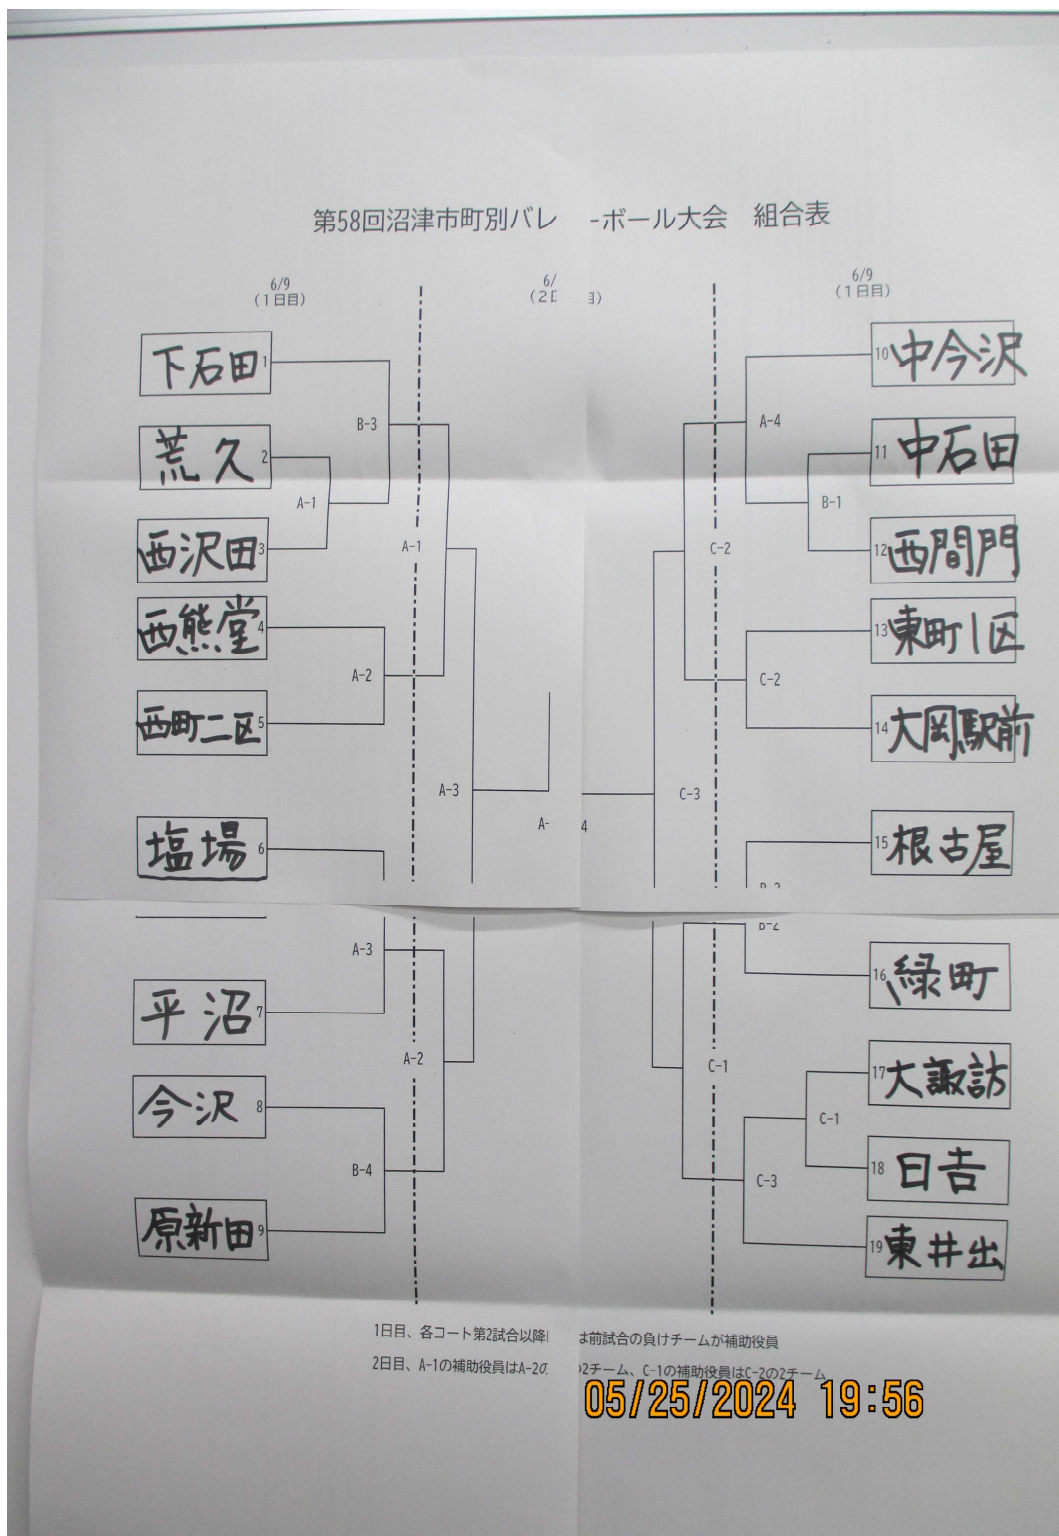 第58回沼津市町別バレーボール大会 組合表
6/9
(1日目)
6/
(2日目)
6/9
(1日目)
下石田 1
荒久 2
西沢田 3
西熊堂 4
西町二区 5
塩場 6
平沼 7
今沢 8
原新田 9
B-3
A-1
A-1
A-2
A-3
A-3
A-2
B-4
A-4
10 中今沢
11 中石田
12 西間門
13 東町1区
14 大岡駅前
15 根古屋
16 緑町
17 大諏訪
18 日吉
19 東井出
A-4
B-1
C-2
C-2
C-3
B-2
C-1
C-1
C-3
1日目、各コート第2試合以降は前試合の負けチームが補助役員
2日目、A-1の補助役員はA-2の2チーム、C-1の補助役員はC-2の2チーム
05/25/2024 19:56